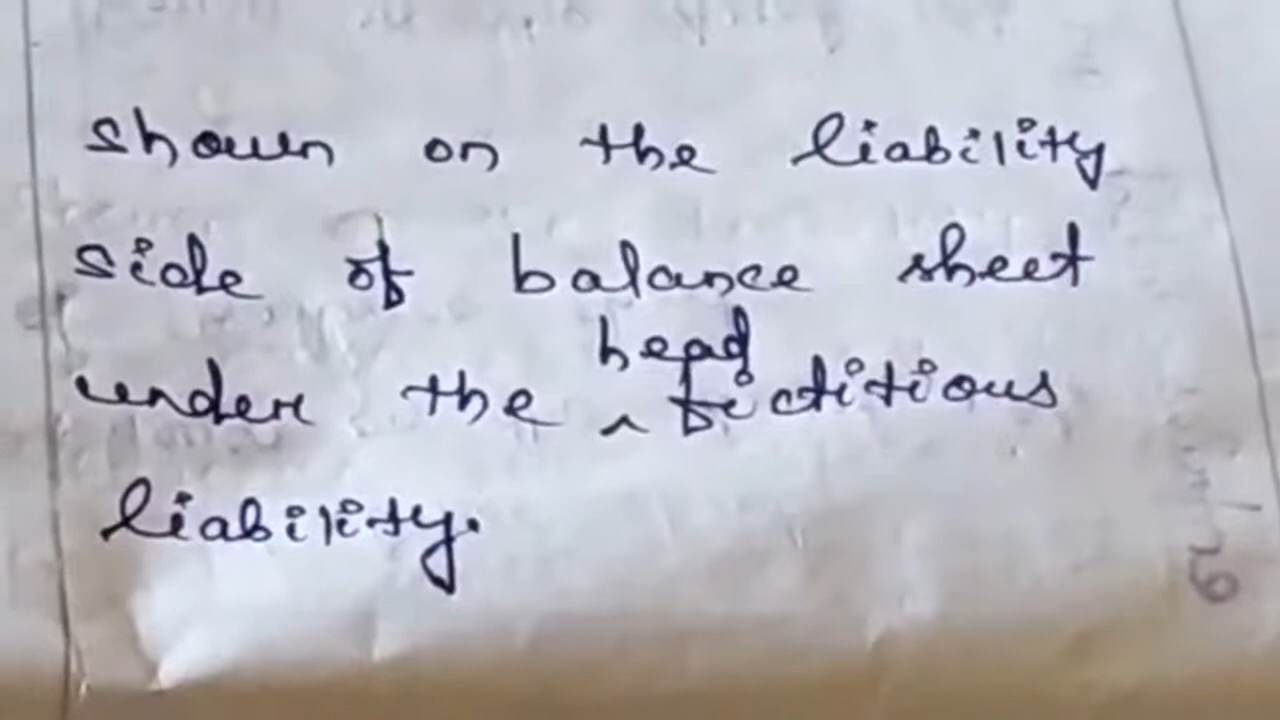 shown on the liability
side of balance sheet
under the ^ head fictitious
liability.